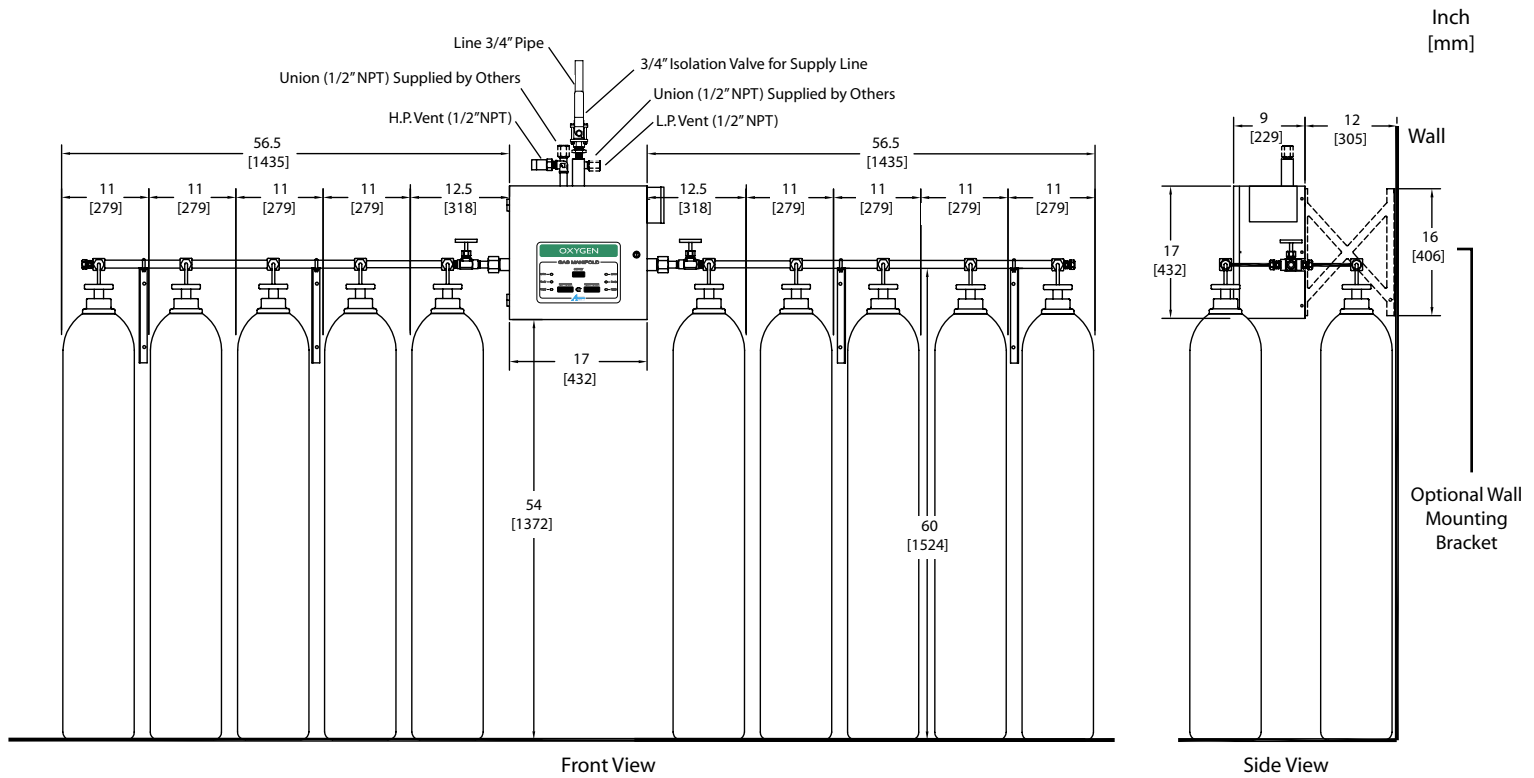 Inch
[mm]
Line 3/4” Pipe
3/4” Isolation Valve for Supply Line
Union (1/2” NPT) Supplied by Others
Union (1/2” NPT) Supplied by Others
H.P. Vent (1/2”NPT)
L.P. Vent (1/2” NPT)
56.5
[1435]
56.5
[1435]
11
[279]
11
[279]
11
[279]
11
[279]
12.5
[318]
12.5
[318]
11
[279]
11
[279]
11
[279]
11
[279]
OXYGEN
GAS MANIFOLD
17
[432]
54
[1372]
60
[1524]
Front View
9
[229]
12
[305]
Wall
17
[432]
16
[406]
Optional Wall
Mounting
Bracket
Side View